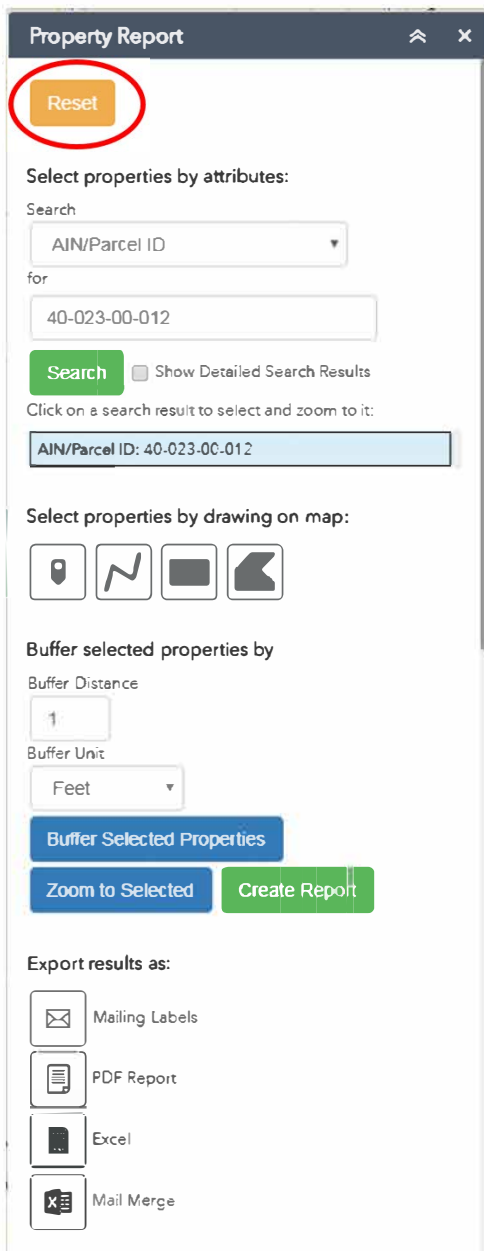 Property Report
Reset
Select properties by attributes:
Search
AIN/Parcel ID
for
40-023-00-012
Search Show Detailed Search Results
Click on a search result to select and zoom to it:
AIN/Parcel ID: 40-023-00-012
Select properties by drawing on map:
Buffer selected properties by
Buffer Distance
1
Buffer Unit
Feet
Buffer Selected Properties
Zoom to Selected Create Report
Export results as:
Mailing Labels
PDF Report
Excel
Mail Merge